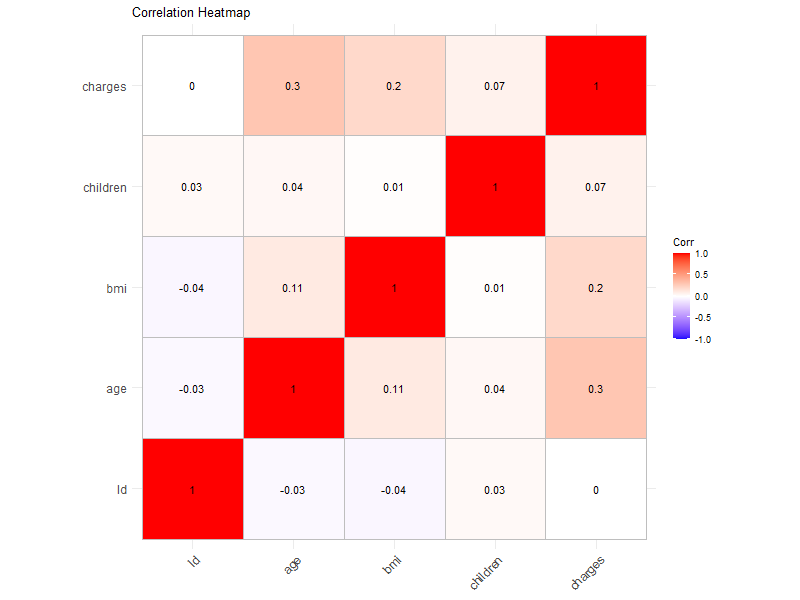 Correlation Heatmap
charges 0 0.3 0.2 0.07 1
children 0.03 0.04 0.01 1 0.07
bmi -0.04 0.11 1 0.01 0.2
age -0.03 1 0.11 0.04 0.3
Id 1 -0.03 -0.04 0.03 0
Id age bmi children charges
Corr
1.0
0.5
0.0
-0.5
-1.0